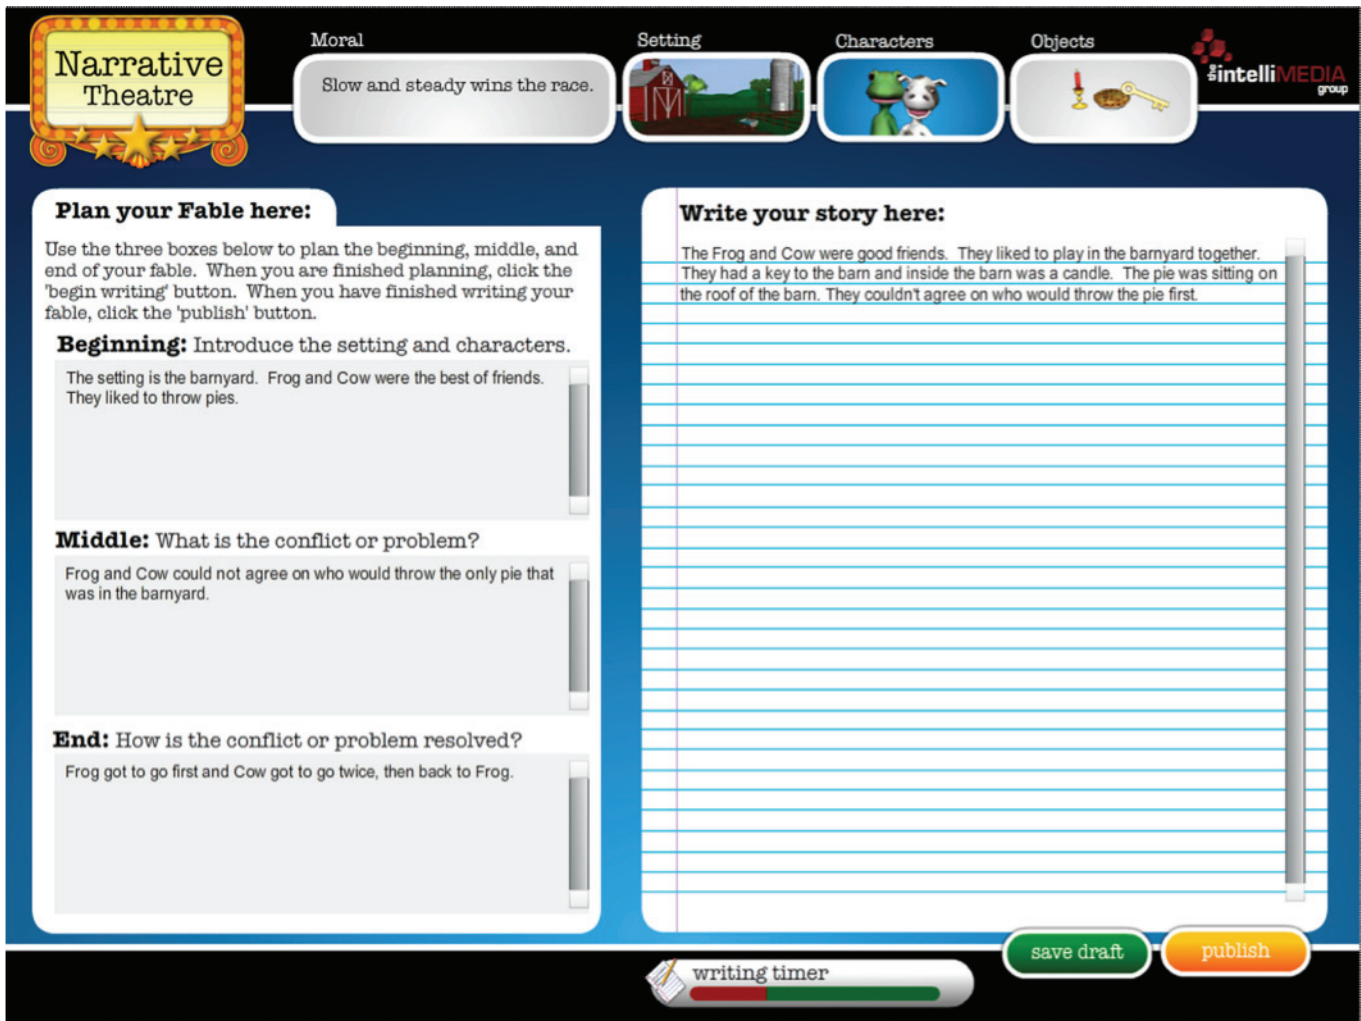 Narrative
Theatre
Moral
Slow and steady wins the race.
Setting
Characters
Objects
the intelliMEDIA
group
Plan your Fable here:
Use the three boxes below to plan the beginning, middle, and
end of your fable.  When you are finished planning, click the
'begin writing' button.  When you have finished writing your
fable, click the 'publish' button.
Beginning: Introduce the setting and characters.
The setting is the barnyard.  Frog and Cow were the best of friends.
They liked to throw pies.
Middle: What is the conflict or problem?
Frog and Cow could not agree on who would throw the only pie that
was in the barnyard.
End: How is the conflict or problem resolved?
Frog got to go first and Cow got to go twice, then back to Frog.
Write your story here:
The Frog and Cow were good friends.  They liked to play in the barnyard together.
They had a key to the barn and inside the barn was a candle.  The pie was sitting on
the roof of the barn. They couldn't agree on who would throw the pie first.
save draft
publish
writing timer